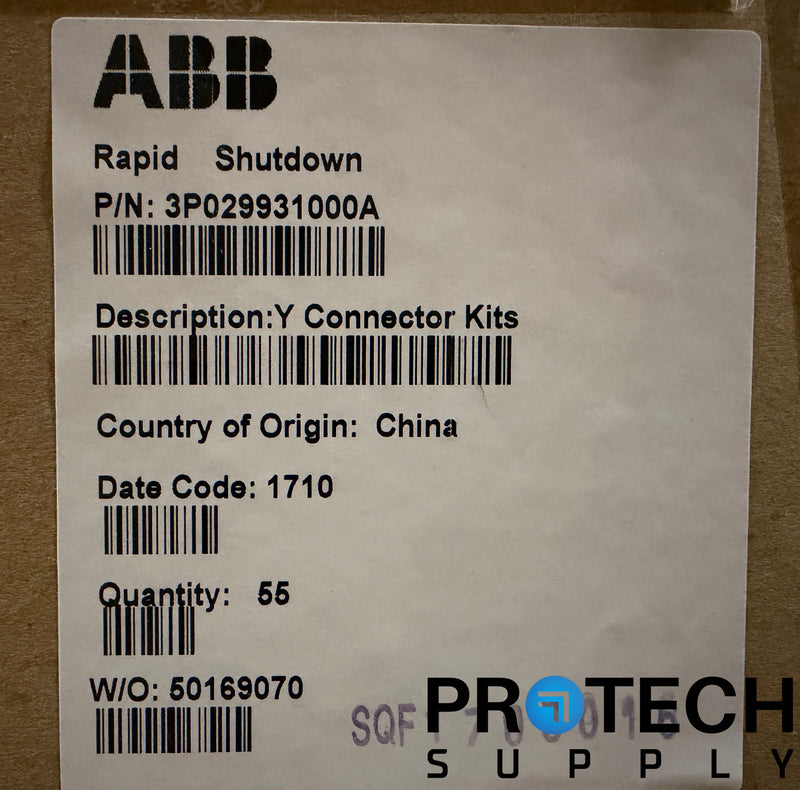 ABB
Rapid Shutdown
P/N: 3P029931000A
Description:Y Connector Kits
Country of Origin: China
Date Code: 1710
Quantity: 55
W/O: 50169070
PROTECH
SUPPLY